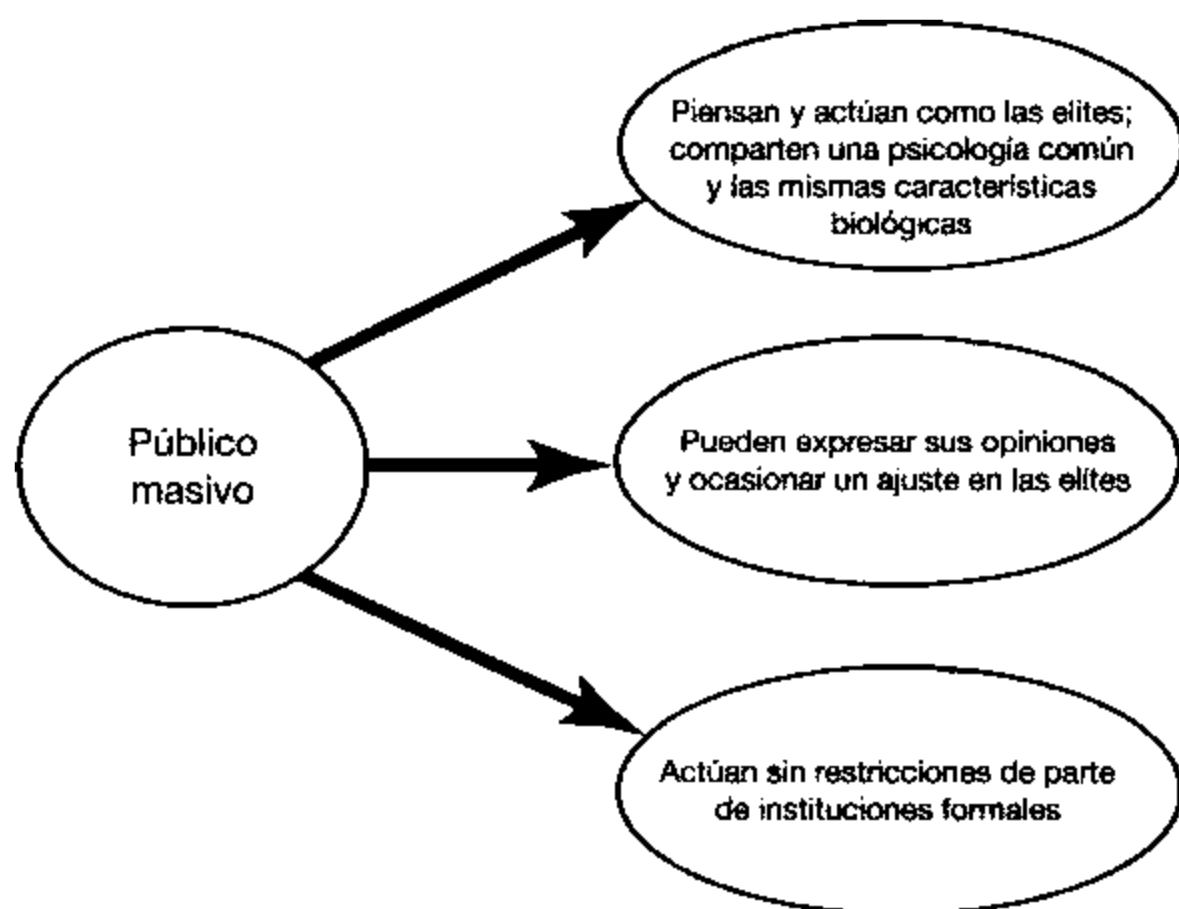 Piensan y actúan como las elites;
comparten una psicología común
y las mismas características
biológicas
Público
masivo
Pueden expresar sus opiniones
y ocasionar un ajuste en las elites
Actúan sin restricciones de parte
de instituciones formales